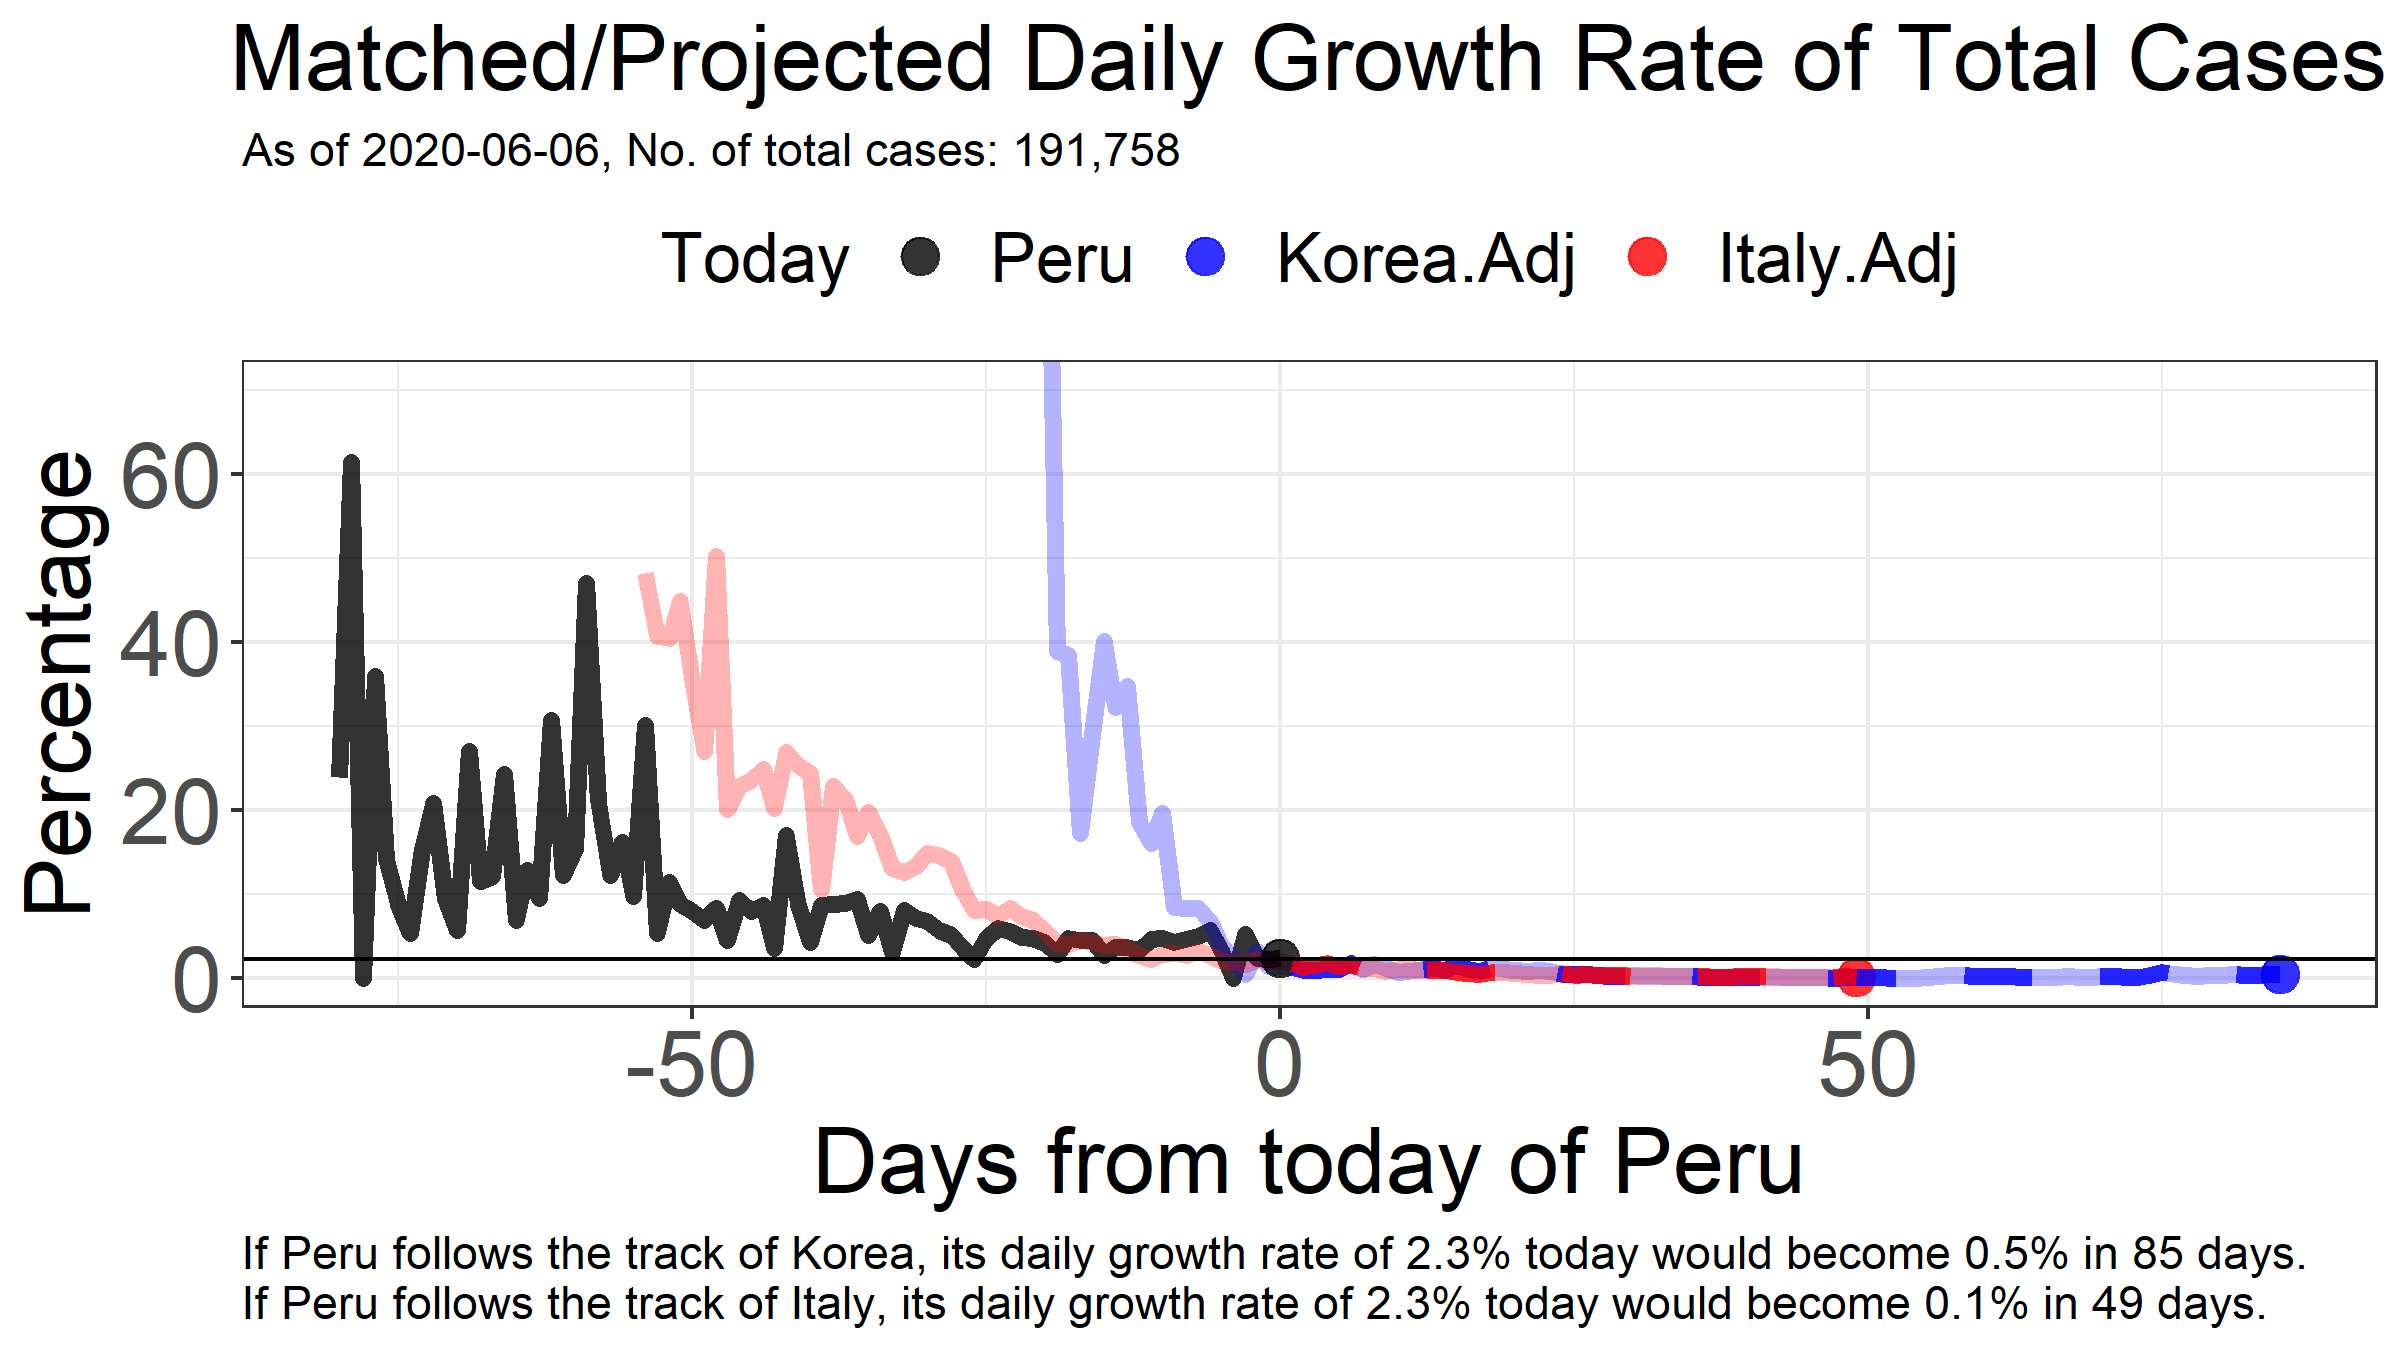 Matched/Projected Daily Growth Rate of Total Cases
As of 2020-06-06, No. of total cases: 191,758
Today Peru Korea.Adj Italy.Adj
Percentage
60
40
20
0
-50 0 50
Days from today of Peru
If Peru follows the track of Korea, its daily growth rate of 2.3% today would become 0.5% in 85 days.
If Peru follows the track of Italy, its daily growth rate of 2.3% today would become 0.1% in 49 days.